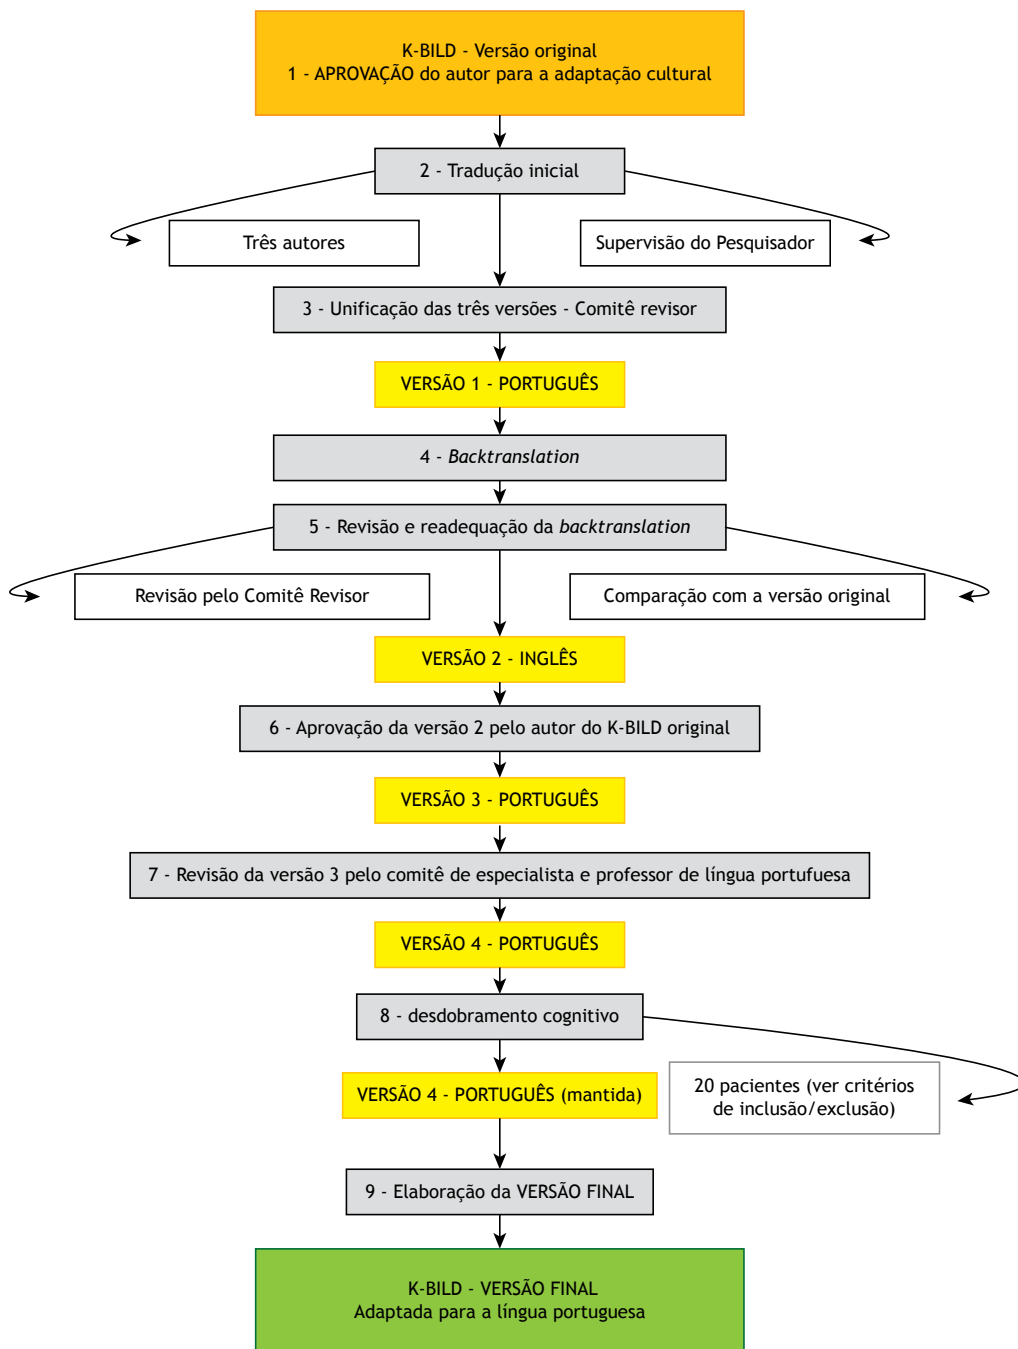 K-BILD - Versão original
1 - APROVAÇÃO do autor para a adaptação cultural
2 - Tradução inicial
Três autores
Supervisão do Pesquisador
3 - Unificação das três versões - Comitê revisor
VERSÃO 1 - PORTUGUÊS
4 - Backtranslation
5 - Revisão e readequação da backtranslation
Revisão pelo Comitê Revisor
Comparação com a versão original
VERSÃO 2 - INGLÊS
6 - Aprovação da versão 2 pelo autor do K-BILD original
VERSÃO 3 - PORTUGUÊS
7 - Revisão da versão 3 pelo comitê de especialista e professor de língua portufuesa
VERSÃO 4 - PORTUGUÊS
8 - desdobramento cognitivo
20 pacientes (ver critérios
de inclusão/exclusão)
VERSÃO 4 - PORTUGUÊS (mantida)
9 - Elaboração da VERSÃO FINAL
K-BILD - VERSÃO FINAL
Adaptada para a língua portuguesa